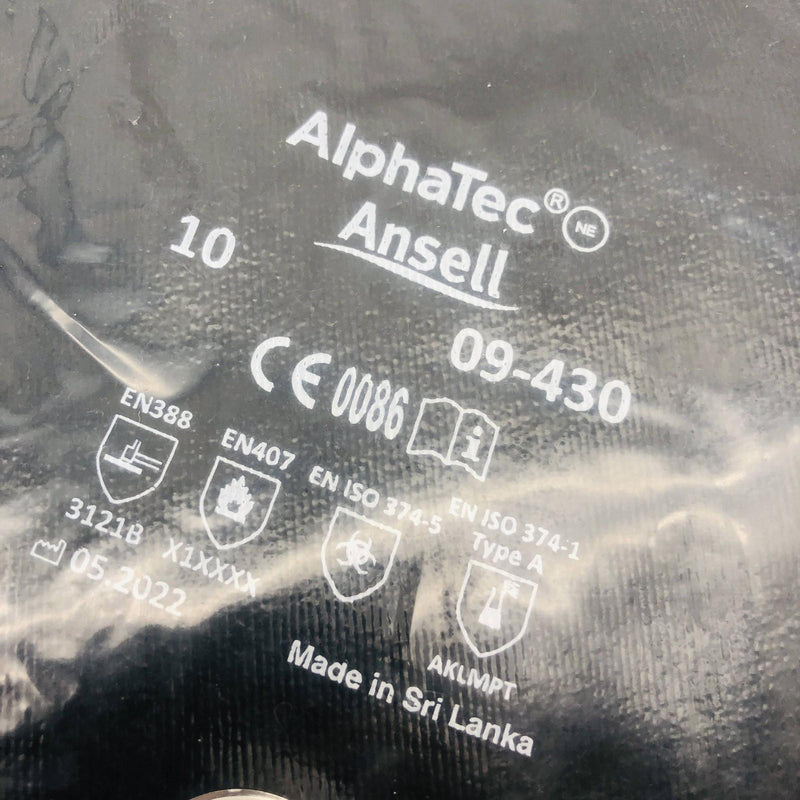 AlphaTec® NE
Ansell
10
09-430
CE 0086 i
EN388
3121B
EN407
X1XXXX
EN ISO 374-5
EN ISO 374-1
Type A
AKLMPT
05.2022
Made in Sri Lanka